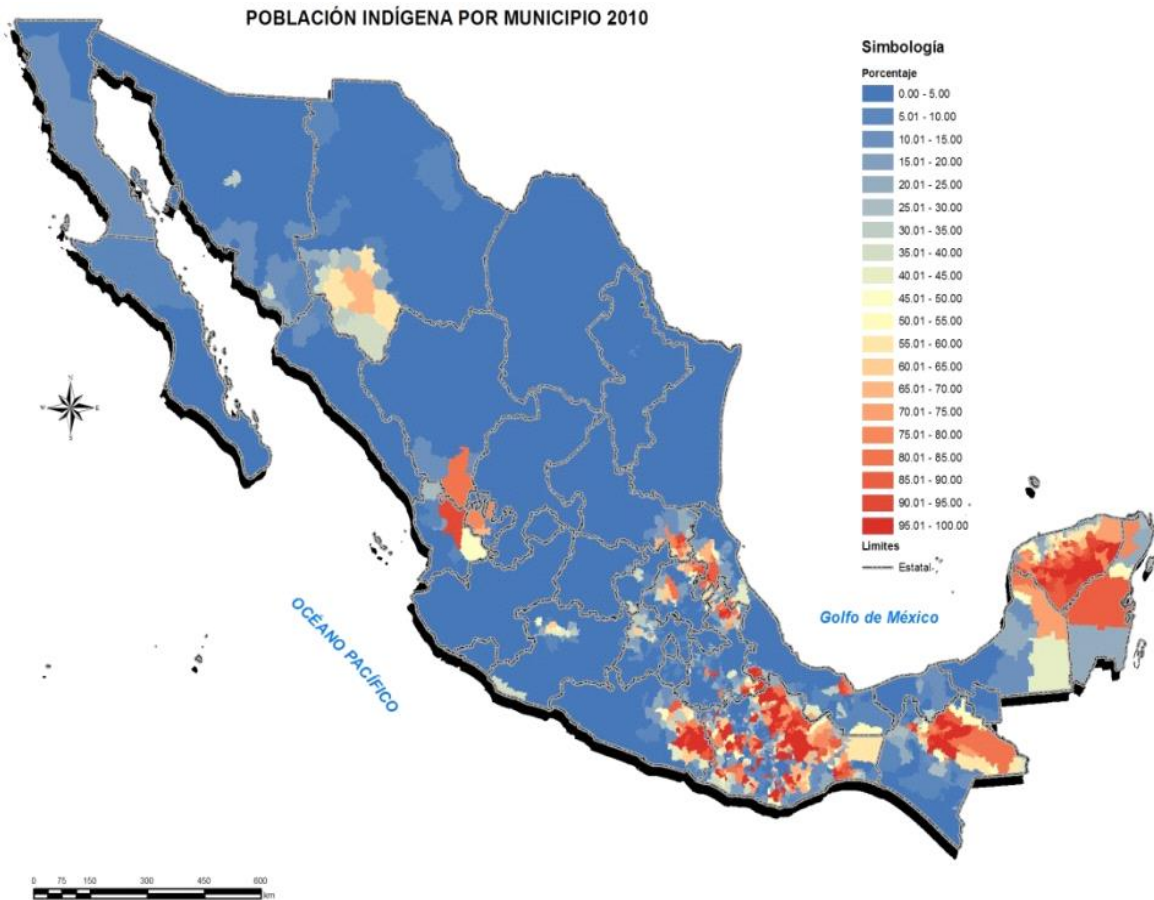 POBLACIÓN INDÍGENA POR MUNICIPIO 2010
Simbología
Porcentaje
0.00 - 5.00
5.01 - 10.00
10.01 - 15.00
15.01 - 20.00
20.01 - 25.00
25.01 - 30.00
30.01 - 35.00
35.01 - 40.00
40.01 - 45.00
45.01 - 50.00
50.01 - 55.00
55.01 - 60.00
60.01 - 65.00
65.01 - 70.00
70.01 - 75.00
75.01 - 80.00
80.01 - 85.00
85.01 - 90.00
90.01 - 95.00
95.01 - 100.00
Limites
Estatal
N
W E
S
OCÉANO PACÍFICO
Golfo de México
0 75 150 300 450 600
km